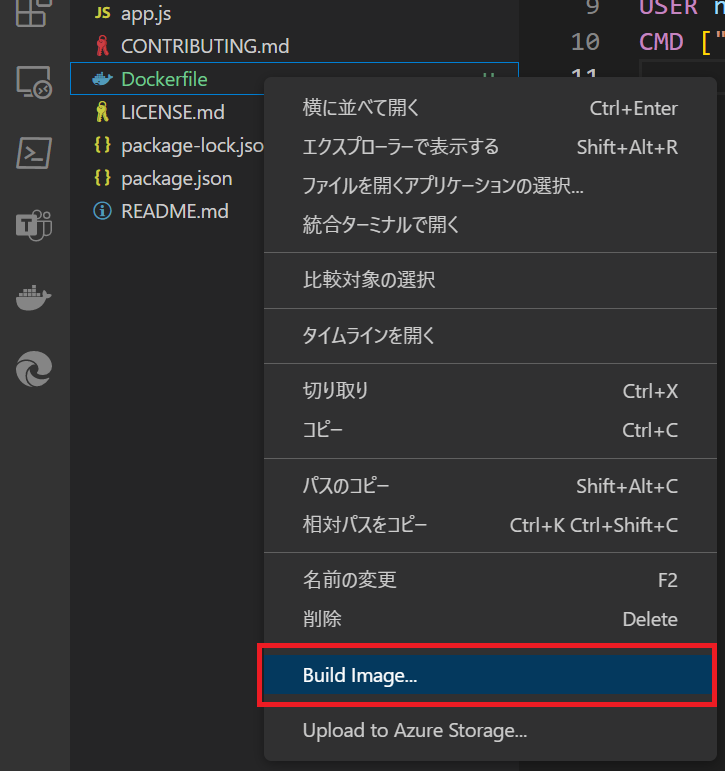 JS app.js
9 USER n
CONTRIBUTING.md
10 CMD ["
Dockerfile
11
LICENSE.md
{} package-lock.jso
{} package.json
README.md
横に並べて開く Ctrl+Enter
エクスプローラーで表示する Shift+Alt+R
ファイルを開くアプリケーションの選択...
統合ターミナルで開く
比較対象の選択
タイムラインを開く
切り取り Ctrl+X
コピー Ctrl+C
パスのコピー Shift+Alt+C
相対パスをコピー Ctrl+K Ctrl+Shift+C
名前の変更 F2
削除 Delete
Build Image...
Upload to Azure Storage...